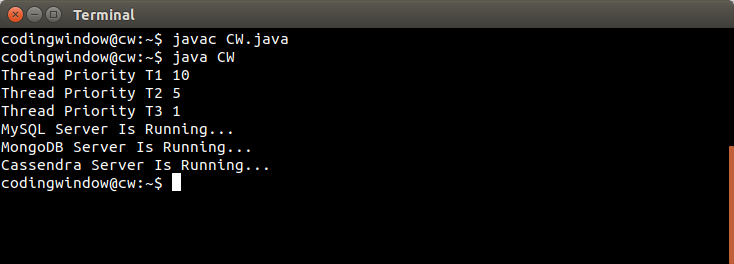 Terminal
codingwindow@cw:~$ javac CW.java
codingwindow@cw:~$ java CW
Thread Priority T1 10
Thread Priority T2 5
Thread Priority T3 1
MySQL Server Is Running...
MongoDB Server Is Running...
Cassendra Server Is Running...
codingwindow@cw:~$